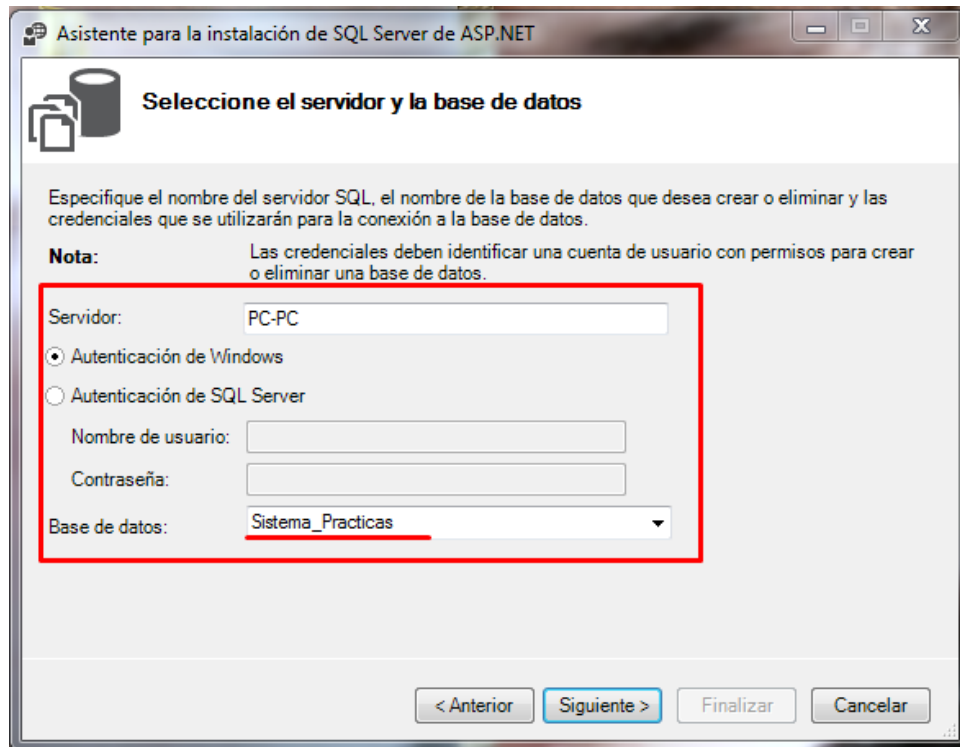 Asistente para la instalación de SQL Server de ASP.NET
Seleccione el servidor y la base de datos
Especifique el nombre del servidor SQL, el nombre de la base de datos que desea crear o eliminar y las
credenciales que se utilizarán para la conexión a la base de datos.
Nota: Las credenciales deben identificar una cuenta de usuario con permisos para crear
o eliminar una base de datos.
Servidor: PC-PC
Autenticación de Windows
Autenticación de SQL Server
Nombre de usuario:
Contraseña:
Base de datos: Sistema_Practicas
< Anterior Siguiente > Finalizar Cancelar